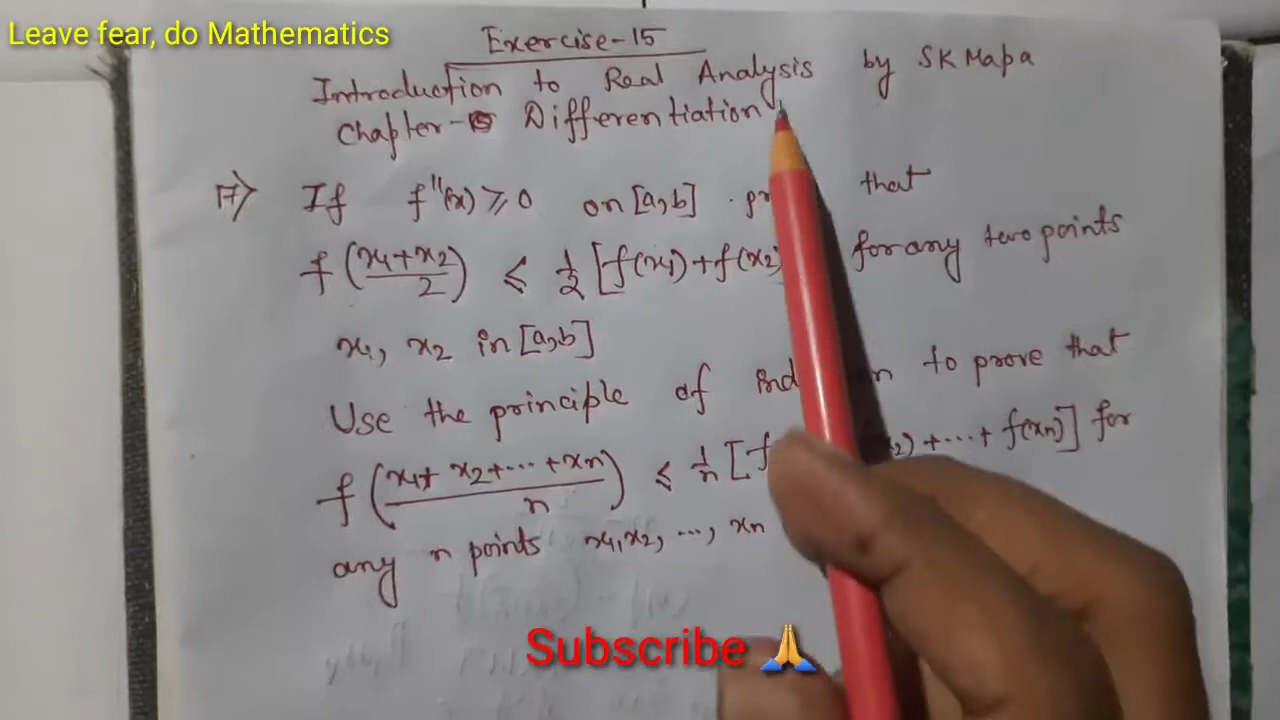 Leave fear, do Mathematics
Exercise-15
Introduction to Real Analysis by SK Mapa
Chapter- Differentiation
7) If f''(x) ⩾ 0 on [a,b] . that
f((x₁+x₂)/2) ⩽ 1/2 [f(x₁)+f(x₂) for any two points
x₁, x₂ in [a,b]
Use the principle of to prove that
f((x₁+ x₂+⋯+xₙ)/n) ⩽ 1/n [f x₂)+⋯+ f(xₙ)] for
any n points x₁,x₂, ⋯, xₙ
Subscribe 🙏